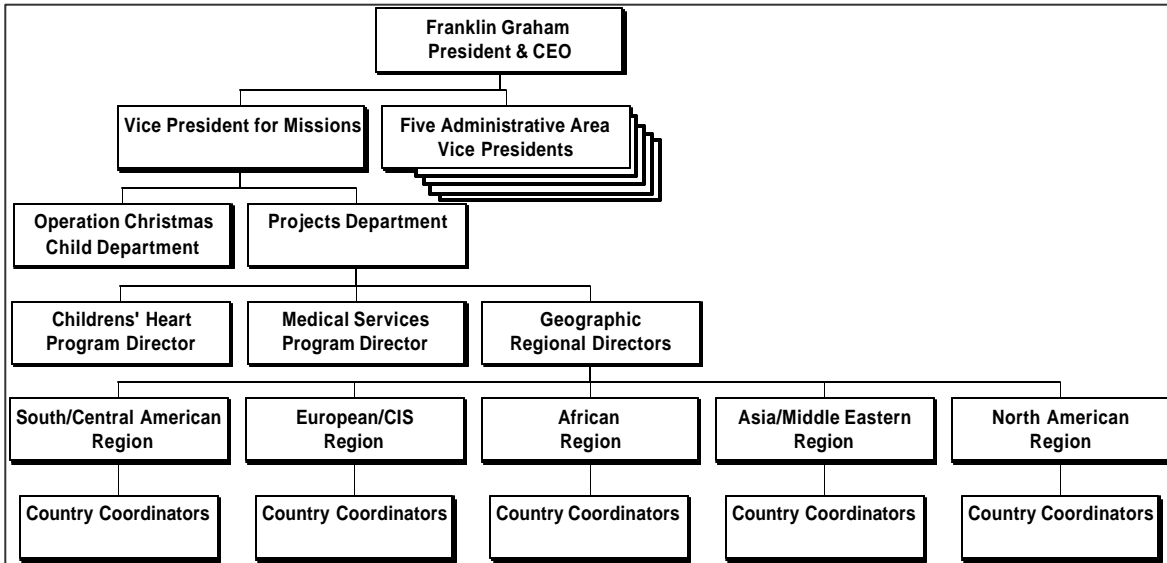 Franklin Graham
President & CEO
Vice President for Missions
Five Administrative Area
Vice Presidents
Operation Christmas
Child Department
Projects Department
Childrens' Heart
Program Director
Medical Services
Program Director
Geographic
Regional Directors
South/Central American
Region
European/CIS
Region
African
Region
Asia/Middle Eastern
Region
North American
Region
Country Coordinators
Country Coordinators
Country Coordinators
Country Coordinators
Country Coordinators